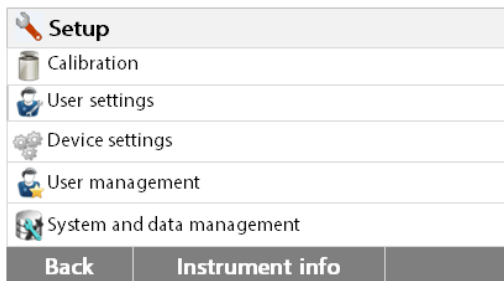 Setup
Calibration
User settings
Device settings
User management
System and data management
Back Instrument info